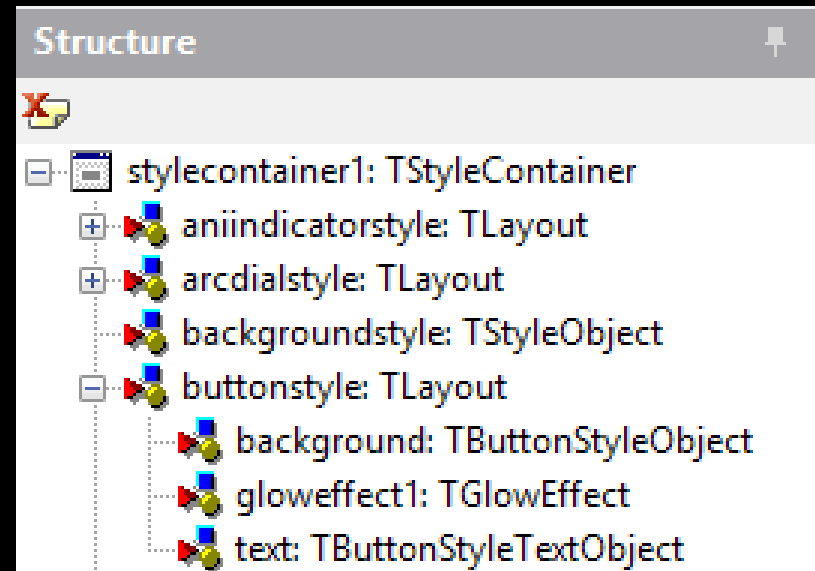 Structure
stylecontainer1: TStyleContainer
aniindicatorstyle: TLayout
arcdialstyle: TLayout
backgroundstyle: TStyleObject
buttonstyle: TLayout
background: TButtonStyleObject
gloweffect1: TGlowEffect
text: TButtonStyleTextObject